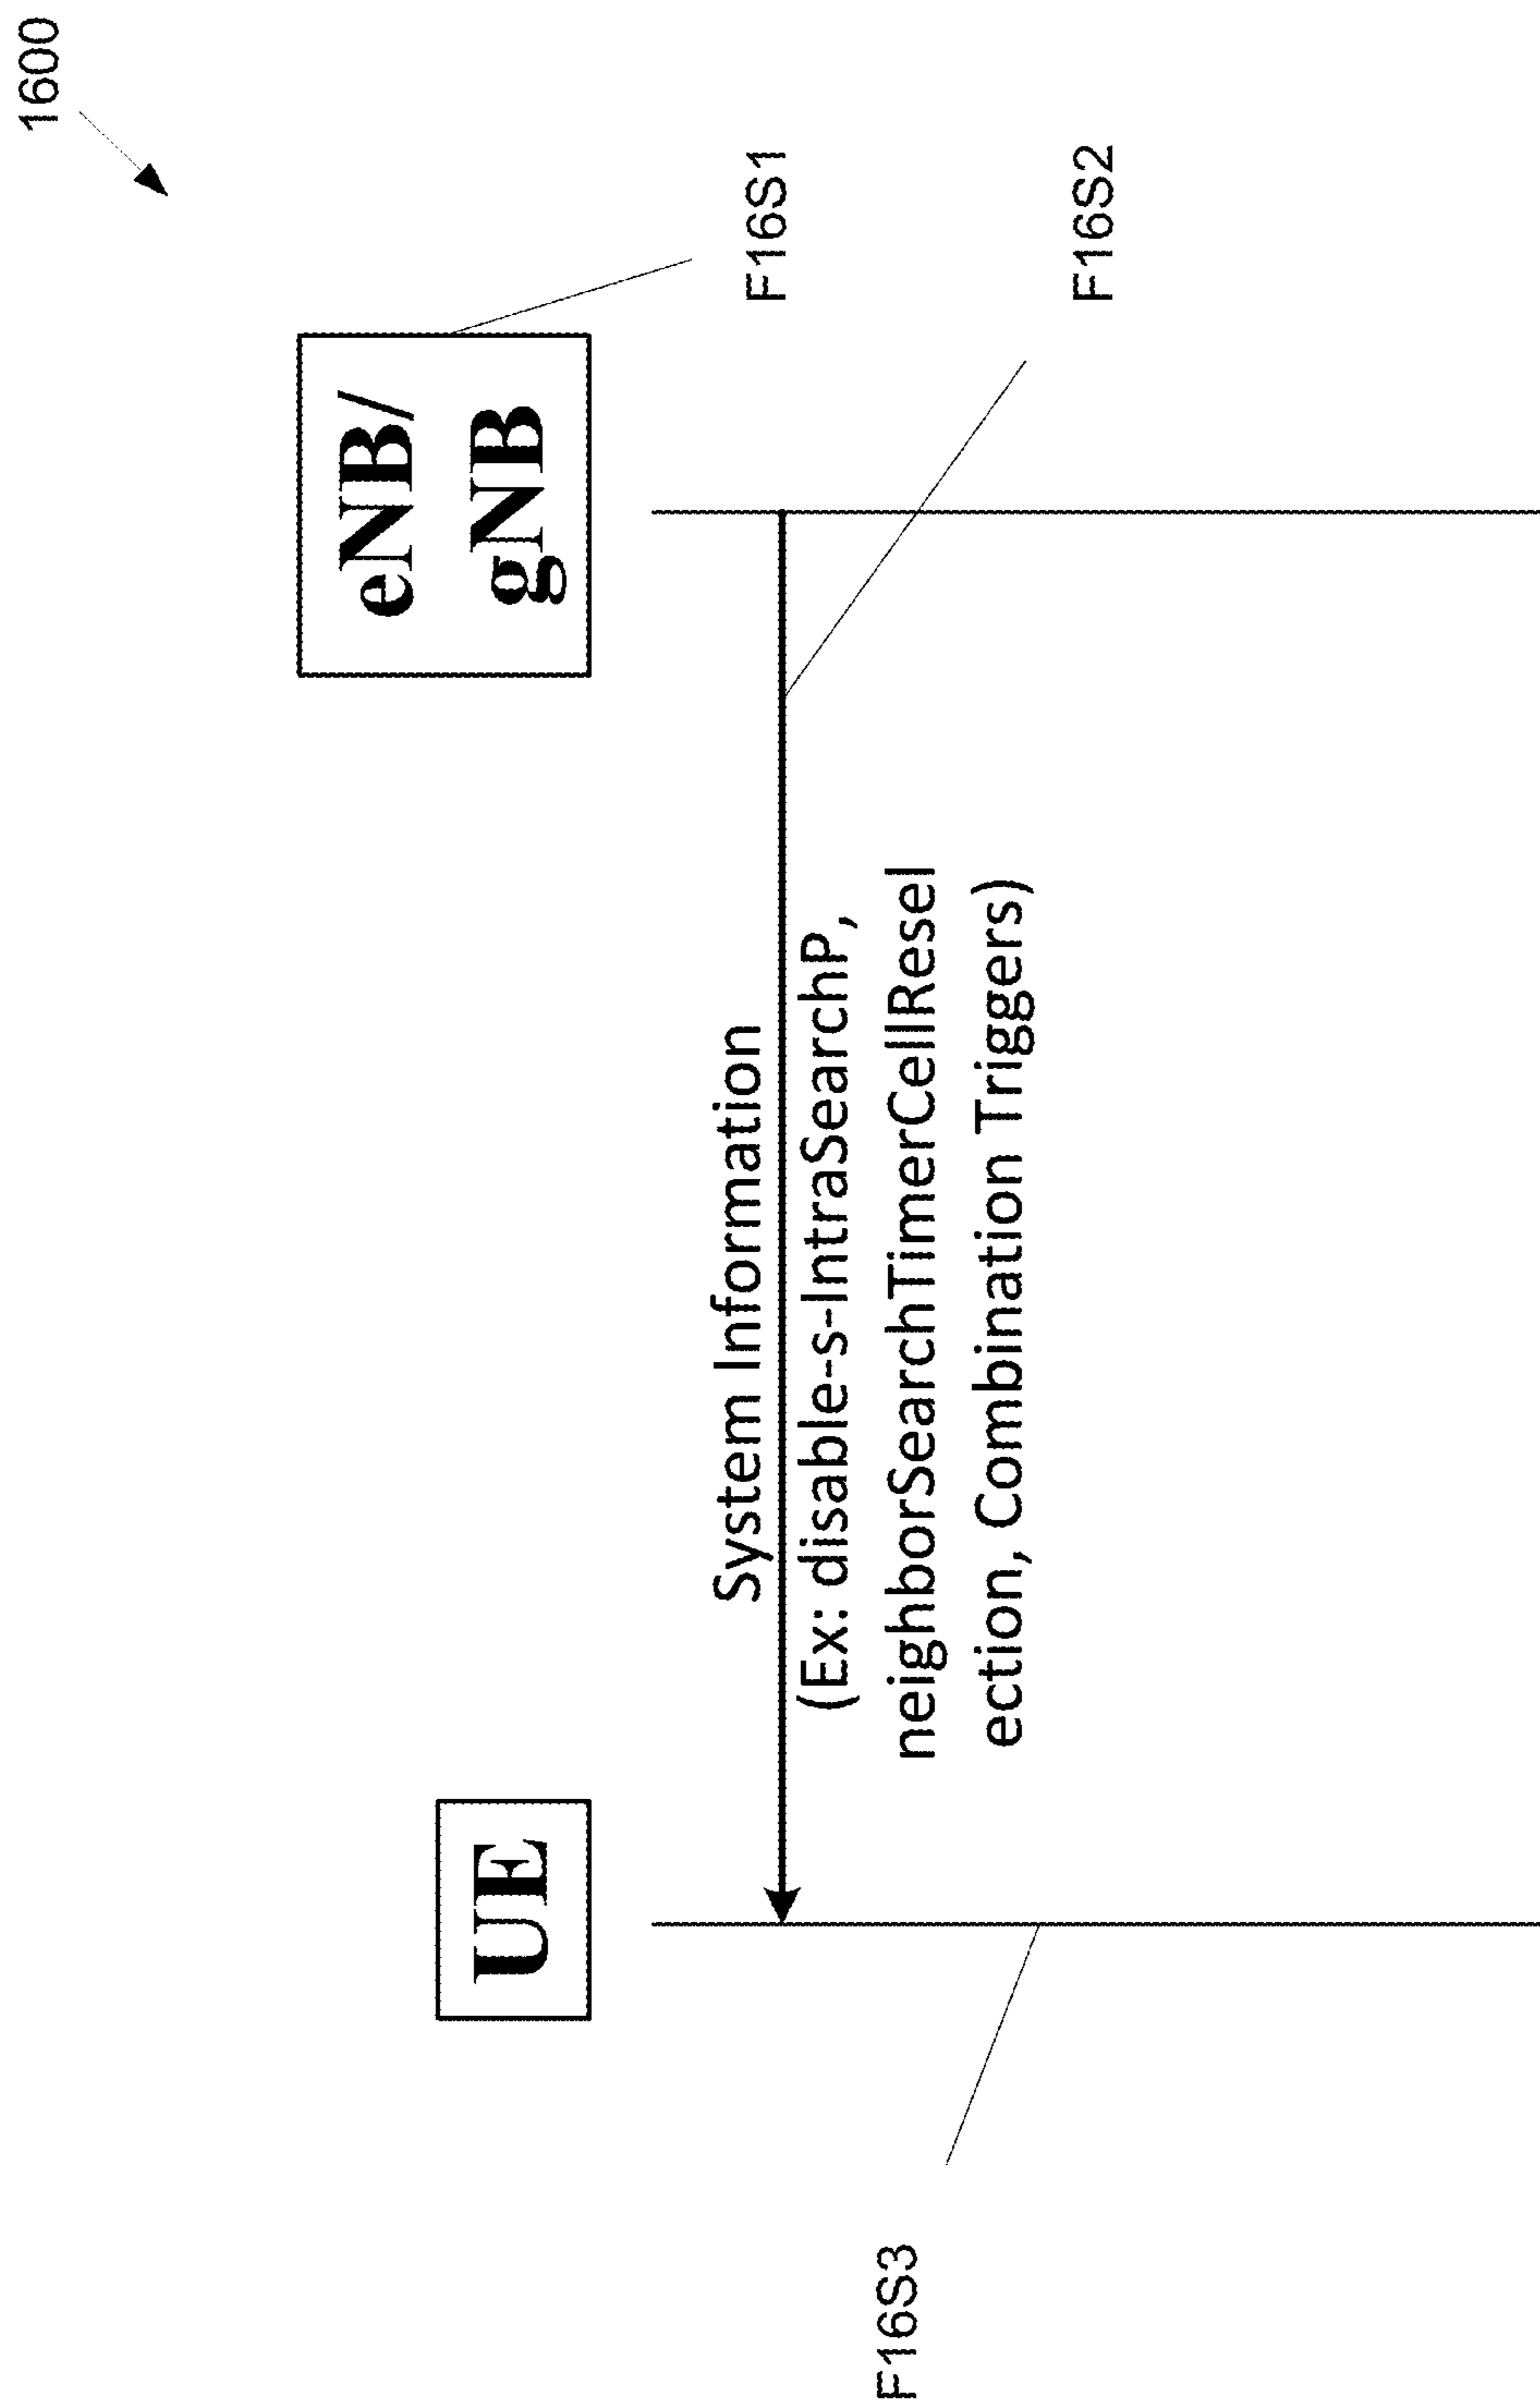 1600
UE
eNB/
gNB
F16S1
System Information
(Ex: disable-s-IntraSearchP,
neighborSearchTimerCellResel
ection, Combination Triggers)
F16S2
F16S3